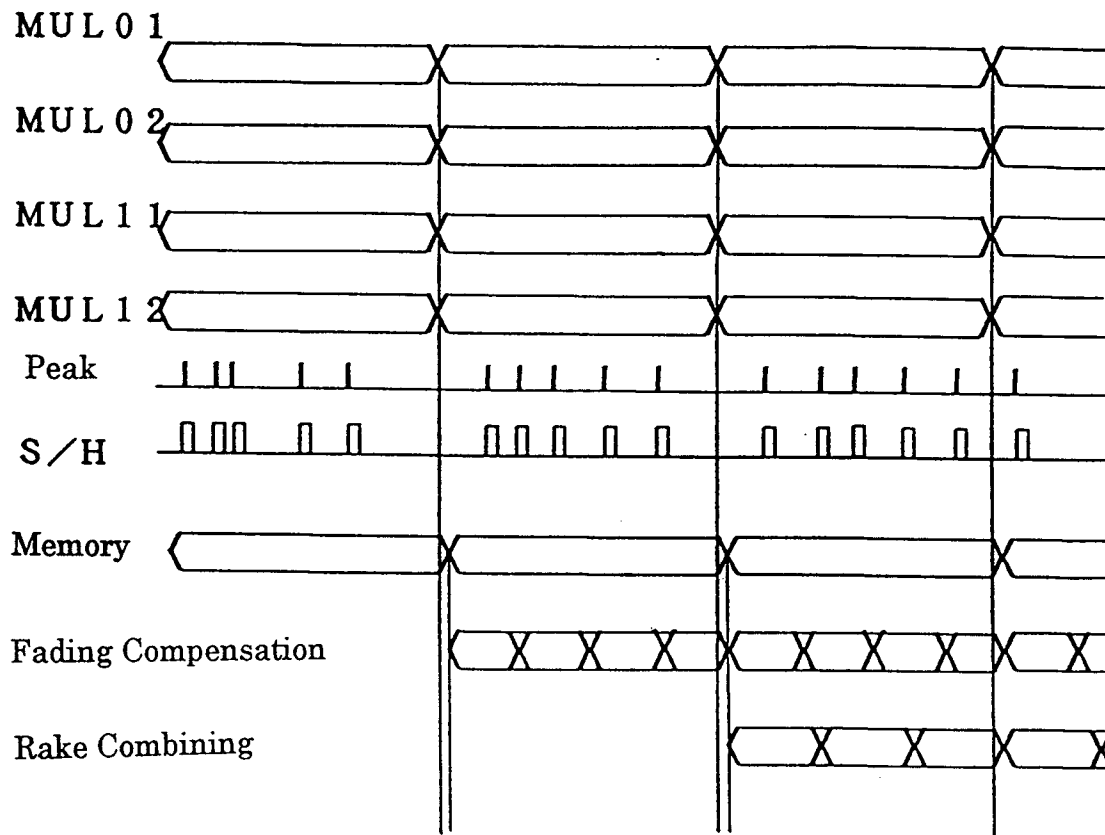 MUL01
MUL02
MUL11
MUL12
Peak
S/H
Memory
Fading Compensation
Rake Combining